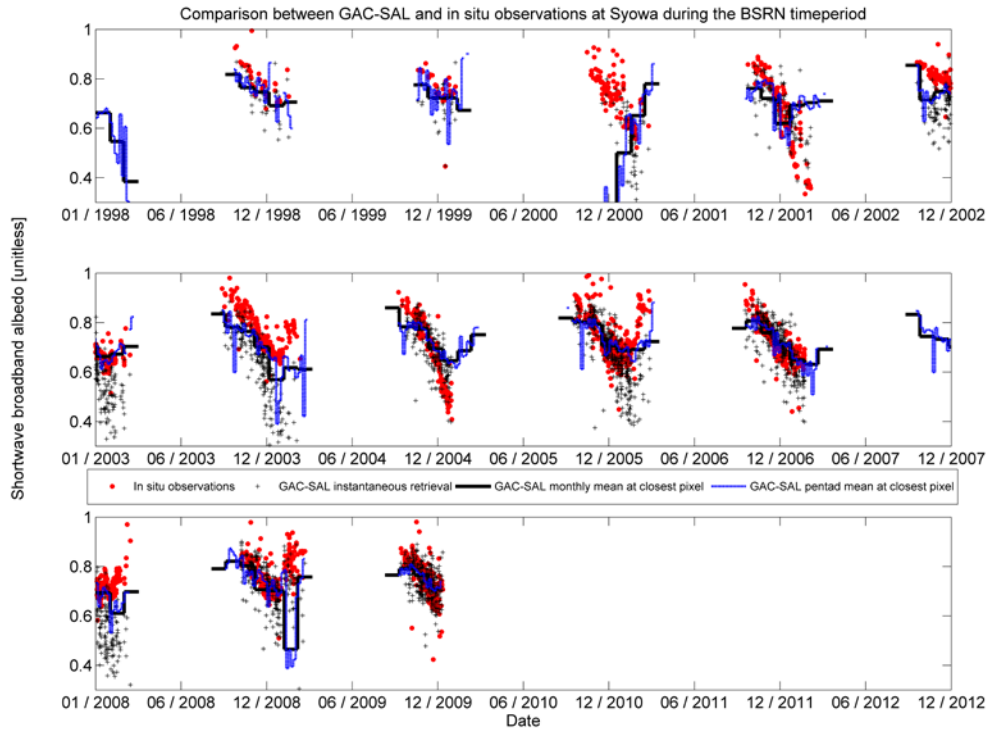 Comparison between GAC-SAL and in situ observations at Syowa during the BSRN timeperiod
Shortwave broadband albedo [unitless]
1
0.8
0.6
0.4
01 / 1998 06 / 1998 12 / 1998 06 / 1999 12 / 1999 06 / 2000 12 / 2000 06 / 2001 12 / 2001 06 / 2002 12 / 2002
1
0.8
0.6
0.4
01 / 2003 06 / 2003 12 / 2003 06 / 2004 12 / 2004 06 / 2005 12 / 2005 06 / 2006 12 / 2006 06 / 2007 12 / 2007
In situ observations GAC-SAL instantaneous retrieval GAC-SAL monthly mean at closest pixel GAC-SAL pentad mean at closest pixel
1
0.8
0.6
0.4
01 / 2008 06 / 2008 12 / 2008 06 / 2009 12 / 2009 06 / 2010 12 / 2010 06 / 2011 12 / 2011 06 / 2012 12 / 2012
Date